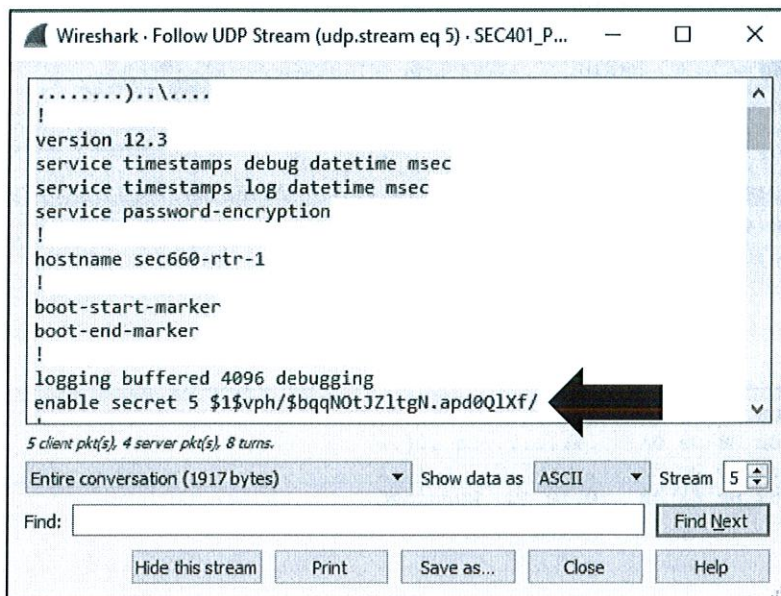 Wireshark · Follow UDP Stream (udp.stream eq 5) · SEC401_P...
........)..\....
!
version 12.3
service timestamps debug datetime msec
service timestamps log datetime msec
service password-encryption
!
hostname sec660-rtr-1
!
boot-start-marker
boot-end-marker
!
logging buffered 4096 debugging
enable secret 5 $1$vph/$bqqNOtJZltgN.apd0QlXf/
5 client pkt(s), 4 server pkt(s), 8 turns.
Entire conversation (1917 bytes) Show data as ASCII Stream 5
Find: Find Next
Hide this stream Print Save as... Close Help